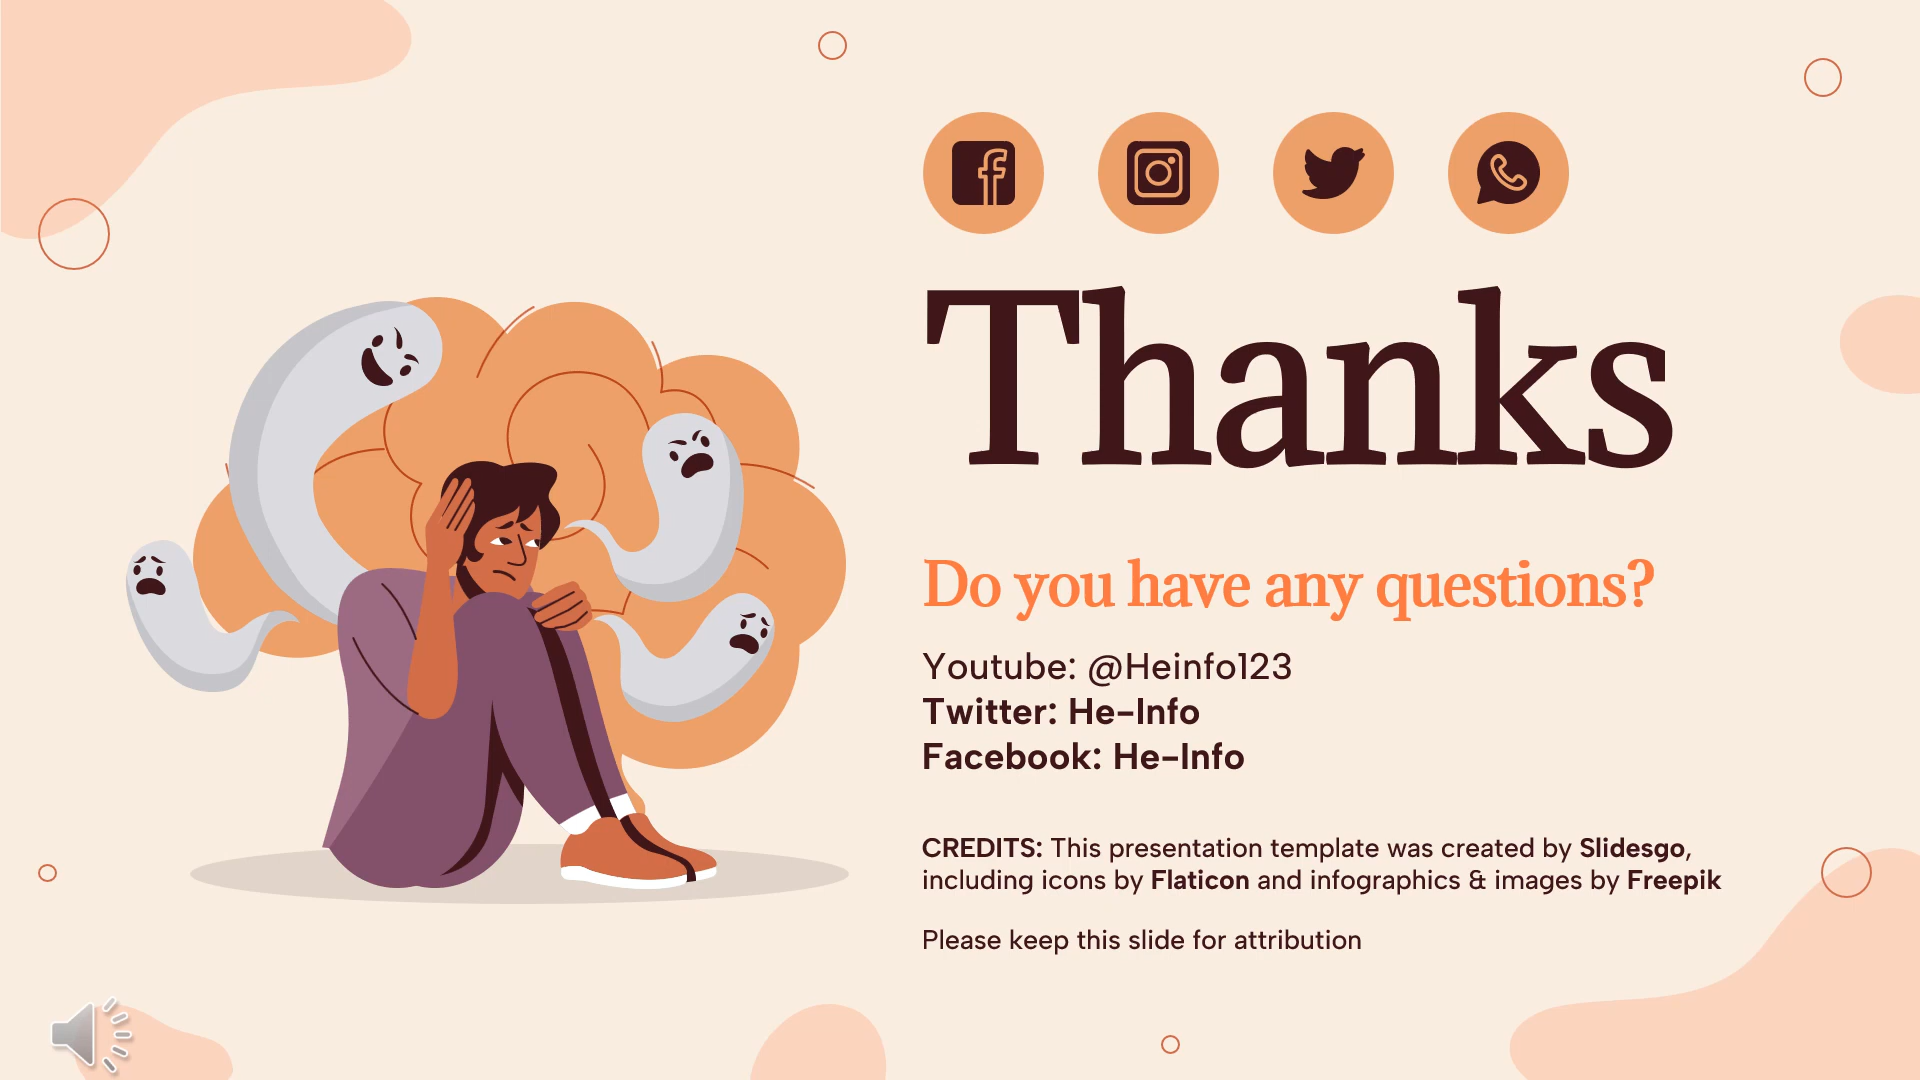 Thanks
Do you have any questions?
Youtube: @Heinfo123
Twitter: He-Info
Facebook: He-Info
CREDITS: This presentation template was created by Slidesgo,
including icons by Flaticon and infographics & images by Freepik
Please keep this slide for attribution